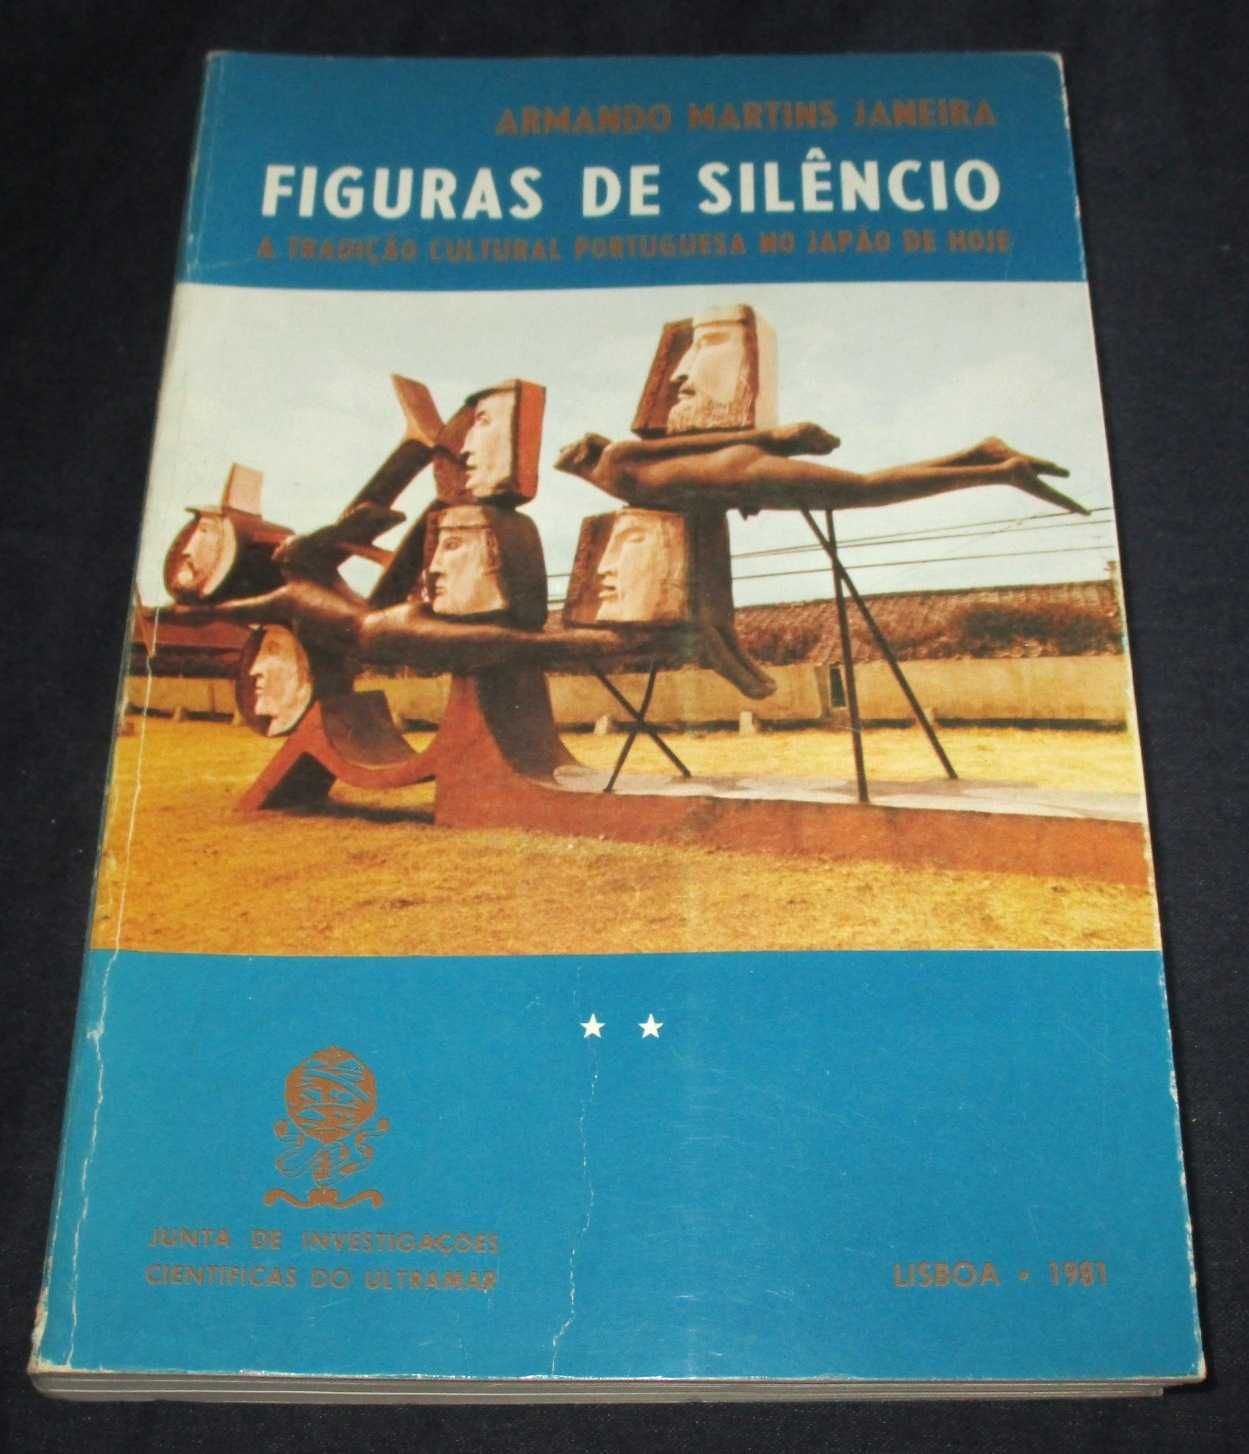 ARMANDO MARTINS JANEIRA
FIGURAS DE SILÊNCIO
A TRADIÇÃO CULTURAL PORTUGUESA NO JAPÃO DE HOJE
JUNTA DE INVESTIGAÇÕES
CIENTÍFICAS DO ULTRAMAR
LISBOA • 1981